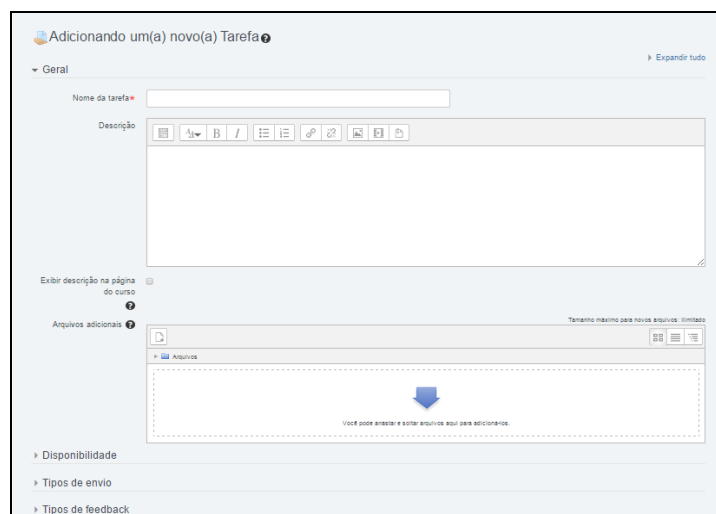 Adicionando um(a) novo(a) Tarefa
Expandir tudo
Geral
Nome da tarefa*
Descrição
Exibir descrição na página
do curso
Arquivos adicionais
Tamanho máximo para novos arquivos: Ilimitado
Arquivos
Você pode arrastar e soltar arquivos aqui para adicioná-los.
Disponibilidade
Tipos de envio
Tipos de feedback